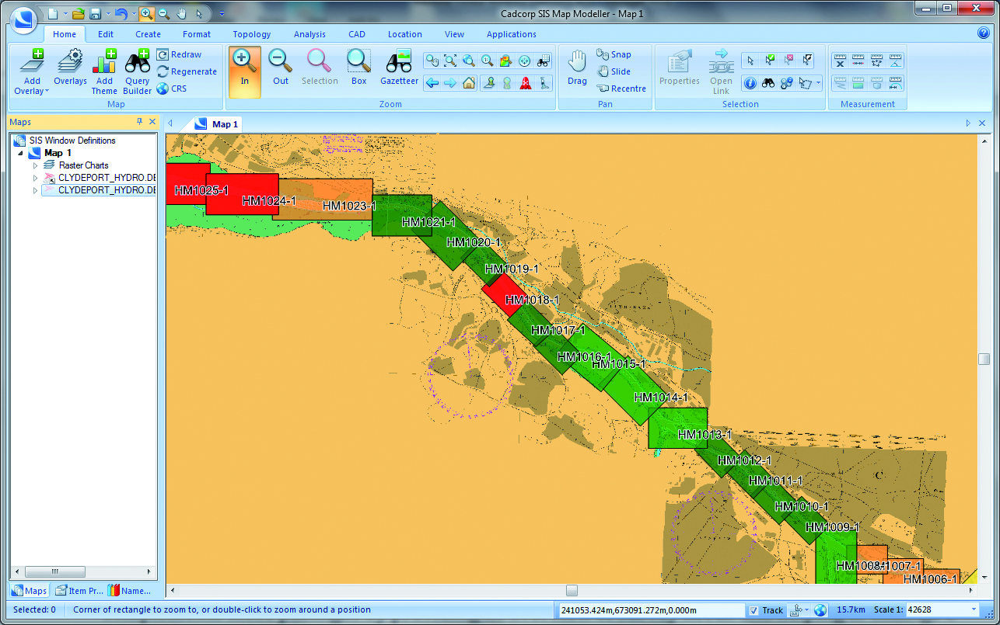 Cadcorp SIS Map Modeller - Map 1
Home Edit Create Format Topology Analysis CAD Location View Applications
Add Overlay
Overlays
Add Theme
Query Builder
Redraw
Regenerate
CRS
Map
In
Out
Selection
Box
Gazetteer
Zoom
Drag
Snap
Slide
Recentre
Pan
Properties
Open Link
Selection
Measurement
Maps
SIS Window Definitions
Map 1
Raster Charts
CLYDEPORT_HYDRO.DE
CLYDEPORT_HYDRO.DE
Maps
Item Pr...
Name...
Map 1
HM1025-1
HM1024-1
HM1023-1
HM1021-1
HM1020-1
HM1019-1
HM1018-1
HM1017-1
HM1016-1
HM1015-1
HM1014-1
HM1013-1
HM1012-1
HM1011-1
HM1010-1
HM1009-1
HM1007-1
HM1006-1
Selected: 0
Corner of rectangle to zoom to, or double-click to zoom around a position
241053.424m,673091.272m,0.000m
Track
15.7km
Scale 1: 42628